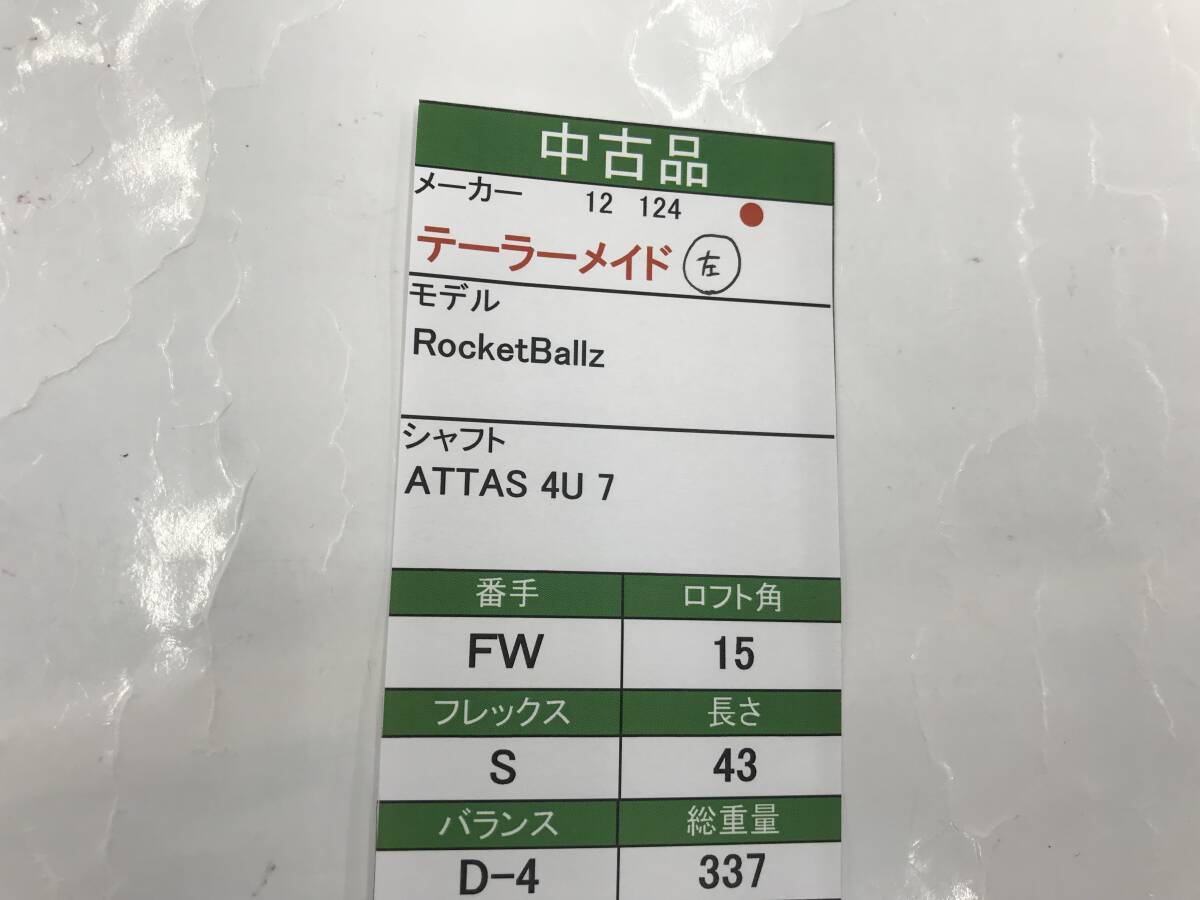 中古品
メーカー 12 124
テーラーメイド 左
モデル
RocketBallz
シャフト
ATTAS 4U 7
番手 ロフト角
FW 15
フレックス 長さ
S 43
バランス 総重量
D-4 337